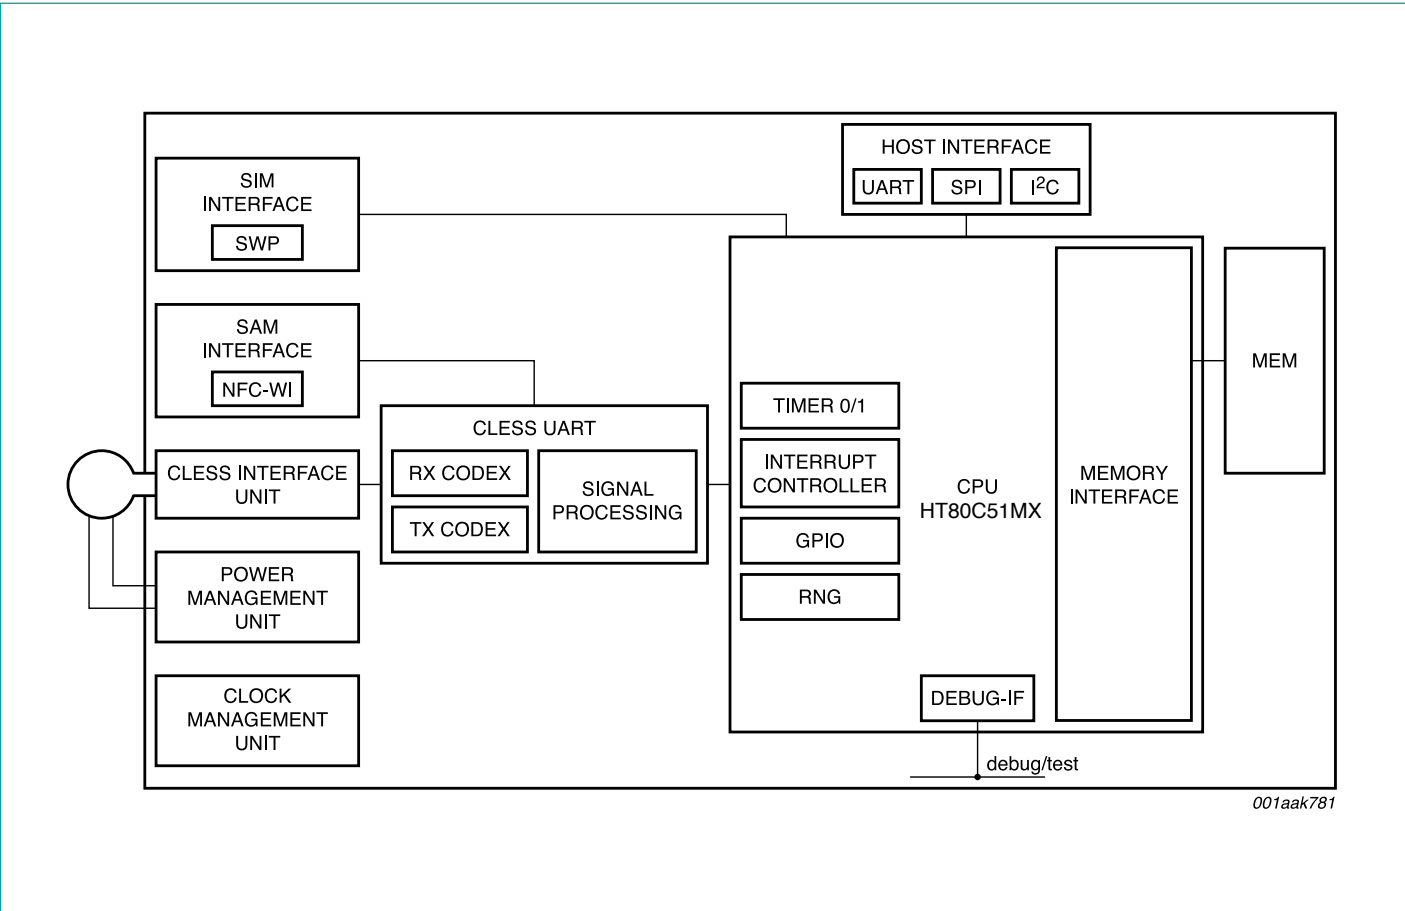 HOST INTERFACE
UART
SPI
I²C
SIM
INTERFACE
SWP
SAM
INTERFACE
NFC-WI
CLESS INTERFACE
UNIT
POWER
MANAGEMENT
UNIT
CLOCK
MANAGEMENT
UNIT
CLESS UART
RX CODEX
TX CODEX
SIGNAL
PROCESSING
TIMER 0/1
INTERRUPT
CONTROLLER
GPIO
RNG
CPU
HT80C51MX
DEBUG-IF
debug/test
MEMORY
INTERFACE
MEM
001aak781